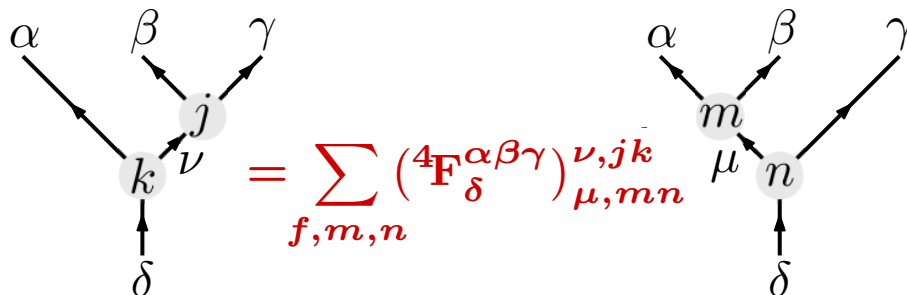 α β γ α β γ
j m
k ν = ∑ (⁴F^{αβγ}_δ)^{ν,jk}_{μ,mn} μ n
f,m,n
δ δ